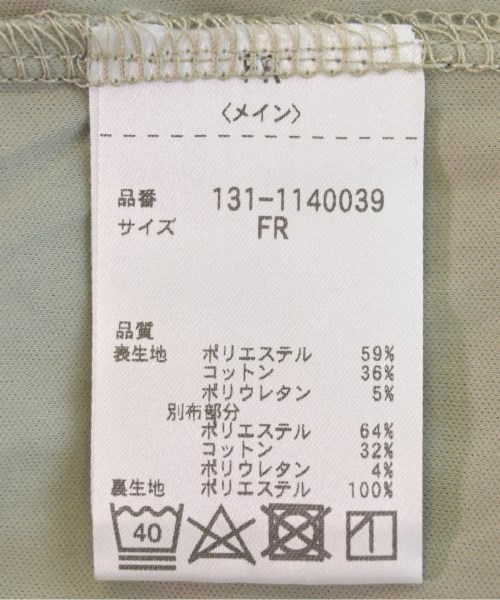 〈メイン〉
品番 131-1140039
サイズ FR
品質
表生地 ポリエステル 59%
コットン 36%
ポリウレタン 5%
別布部分
ポリエステル 64%
コットン 32%
ポリウレタン 4%
裏生地 ポリエステル 100%
40